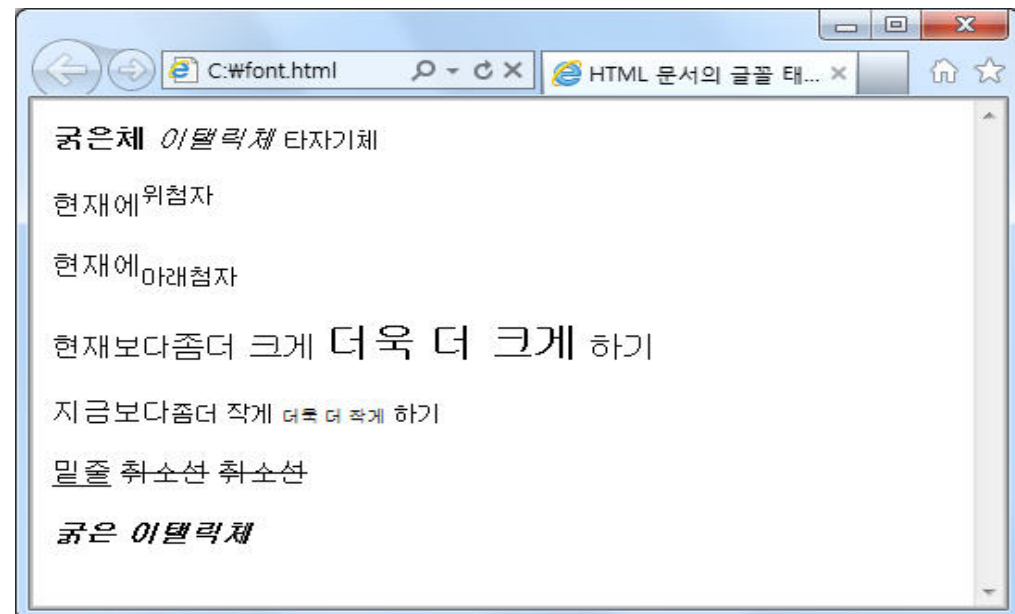 C:₩font.html
HTML 문서의 글꼴 태...
굵은체 이탤릭체 타자기체
현재에위첨자
현재에아래첨자
현재보다좀더 크게 더욱 더 크게 하기
지금보다좀더 작게 더욱 더 작게 하기
밑줄 취소선 취소선
굵은 이탤릭체